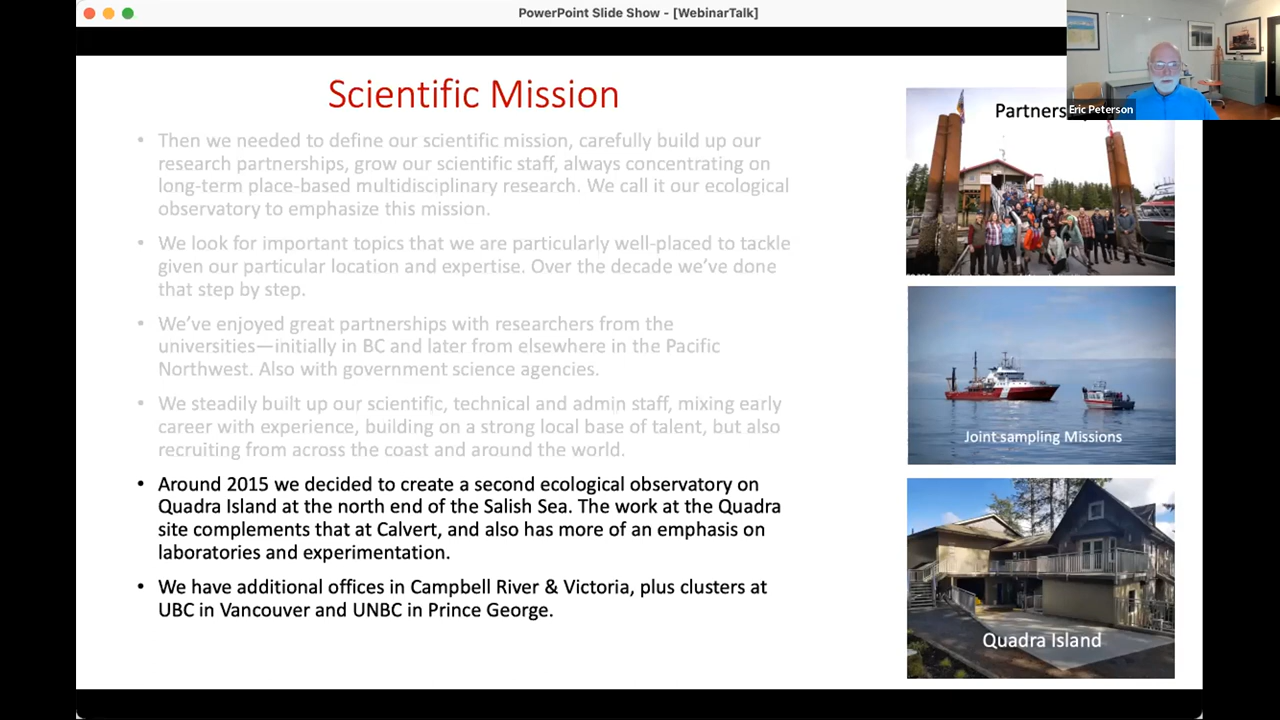 PowerPoint Slide Show - [WebinarTalk]
Scientific Mission
• Then we needed to define our scientific mission, carefully build up our
research partnerships, grow our scientific staff, always concentrating on
long-term place-based multidisciplinary research. We call it our ecological
observatory to emphasize this mission.
• We look for important topics that we are particularly well-placed to tackle
given our particular location and expertise. Over the decade we’ve done
that step by step.
• We’ve enjoyed great partnerships with researchers from the
universities—initially in BC and later from elsewhere in the Pacific
Northwest. Also with government science agencies.
• We steadily built up our scientific, technical and admin staff, mixing early
career with experience, building on a strong local base of talent, but also
recruiting from across the coast and around the world.
• Around 2015 we decided to create a second ecological observatory on
Quadra Island at the north end of the Salish Sea. The work at the Quadra
site complements that at Calvert, and also has more of an emphasis on
laboratories and experimentation.
• We have additional offices in Campbell River & Victoria, plus clusters at
UBC in Vancouver and UNBC in Prince George.
Eric Peterson
Joint sampling Missions
Quadra Island